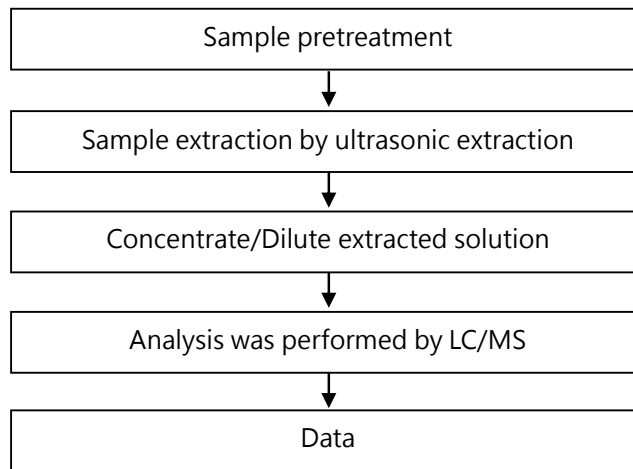 Sample pretreatment
Sample extraction by ultrasonic extraction
Concentrate/Dilute extracted solution
Analysis was performed by LC/MS
Data